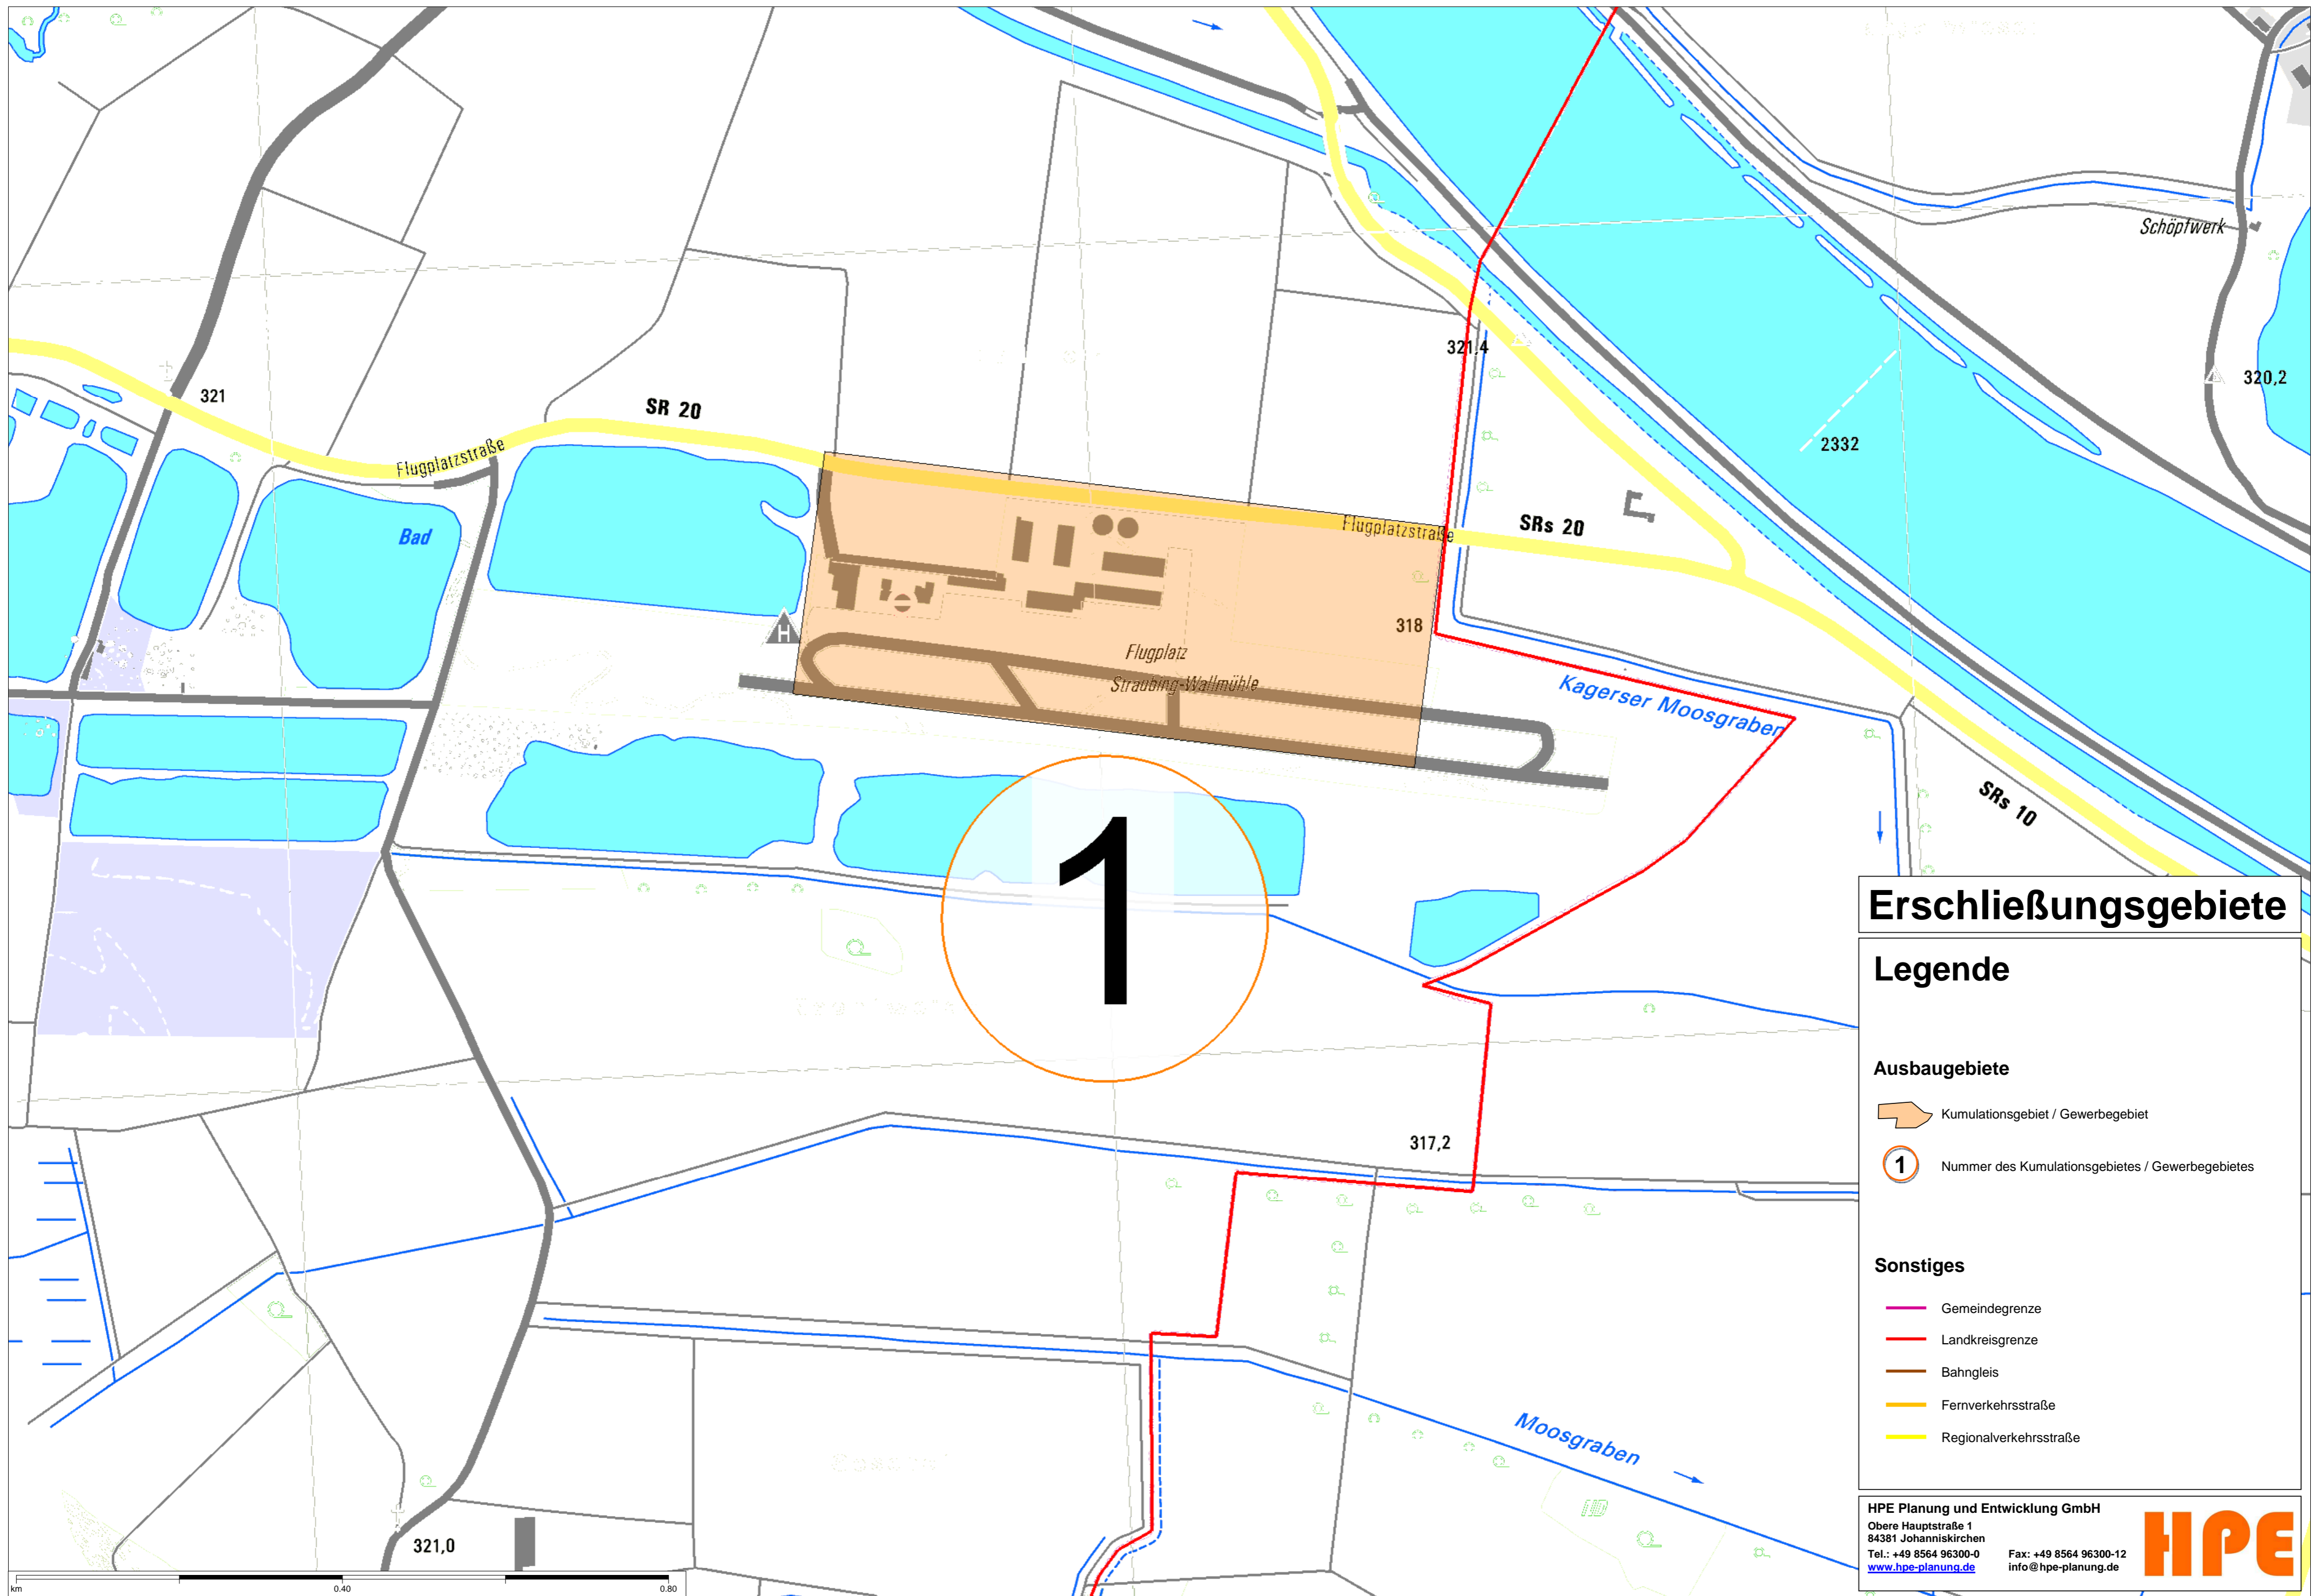 Schöpfwerk
321,4
320,2
321
SR 20
2332
Flugplatzstraße
Flugplatzstraße
SRs 20
Bad
H
318
Flugplatz
Straubing-Wallmühle
Kagerser Moosgraben
SRs 10
1
317,2
Moosgraben
321,0
km
0.40
0.80
Erschließungsgebiete
Legende
Ausbaugebiete
Kumulationsgebiet / Gewerbegebiet
1
Nummer des Kumulationsgebietes / Gewerbegebietes
Sonstiges
Gemeindegrenze
Landkreisgrenze
Bahngleis
Fernverkehrsstraße
Regionalverkehrsstraße
HPE Planung und Entwicklung GmbH
Obere Hauptstraße 1
84381 Johanniskirchen
Tel.: +49 8564 96300-0 Fax: +49 8564 96300-12
www.hpe-planung.de info@hpe-planung.de
HPE